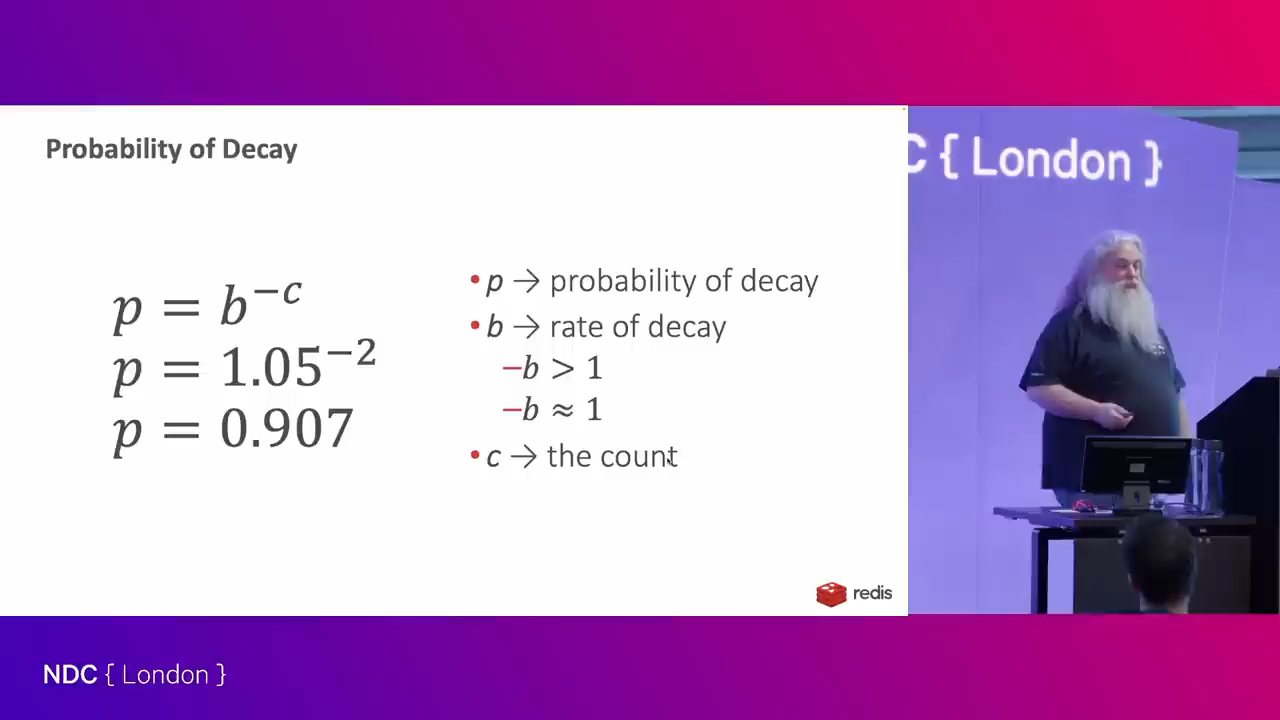 Probability of Decay
p = b⁻ᶜ
p = 1.05⁻²
p = 0.907
• p → probability of decay
• b → rate of decay
–b > 1
–b ≈ 1
• c → the count
redis
C { London }
NDC { London }